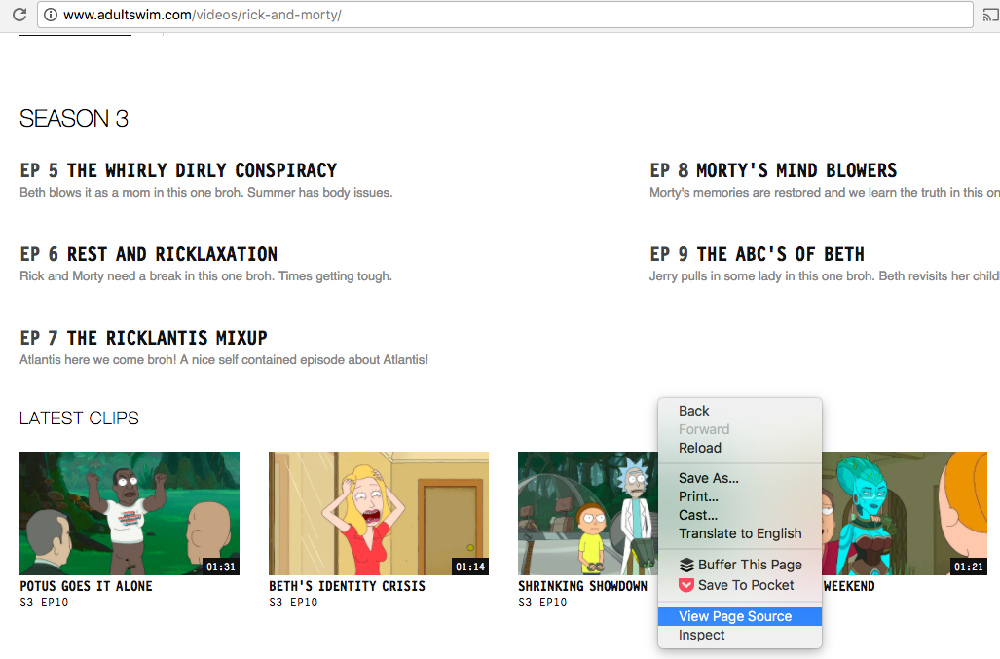 www.adultswim.com/videos/rick-and-morty/
SEASON 3
EP 5 THE WHIRLY DIRLY CONSPIRACY
Beth blows it as a mom in this one broh. Summer has body issues.
EP 8 MORTY'S MIND BLOWERS
Morty's memories are restored and we learn the truth in this on
EP 6 REST AND RICKLAXATION
Rick and Morty need a break in this one broh. Times getting tough.
EP 9 THE ABC'S OF BETH
Jerry pulls in some lady in this one broh. Beth revisits her child
EP 7 THE RICKLANTIS MIXUP
Atlantis here we come broh! A nice self contained episode about Atlantis!
LATEST CLIPS
01:31
POTUS GOES IT ALONE
S3 EP10
01:14
BETH'S IDENTITY CRISIS
S3 EP10
SHRINKING SHOWDOWN
S3 EP10
01:21
WEEKEND
Back
Forward
Reload
Save As...
Print...
Cast...
Translate to English
Buffer This Page
Save To Pocket
View Page Source
Inspect